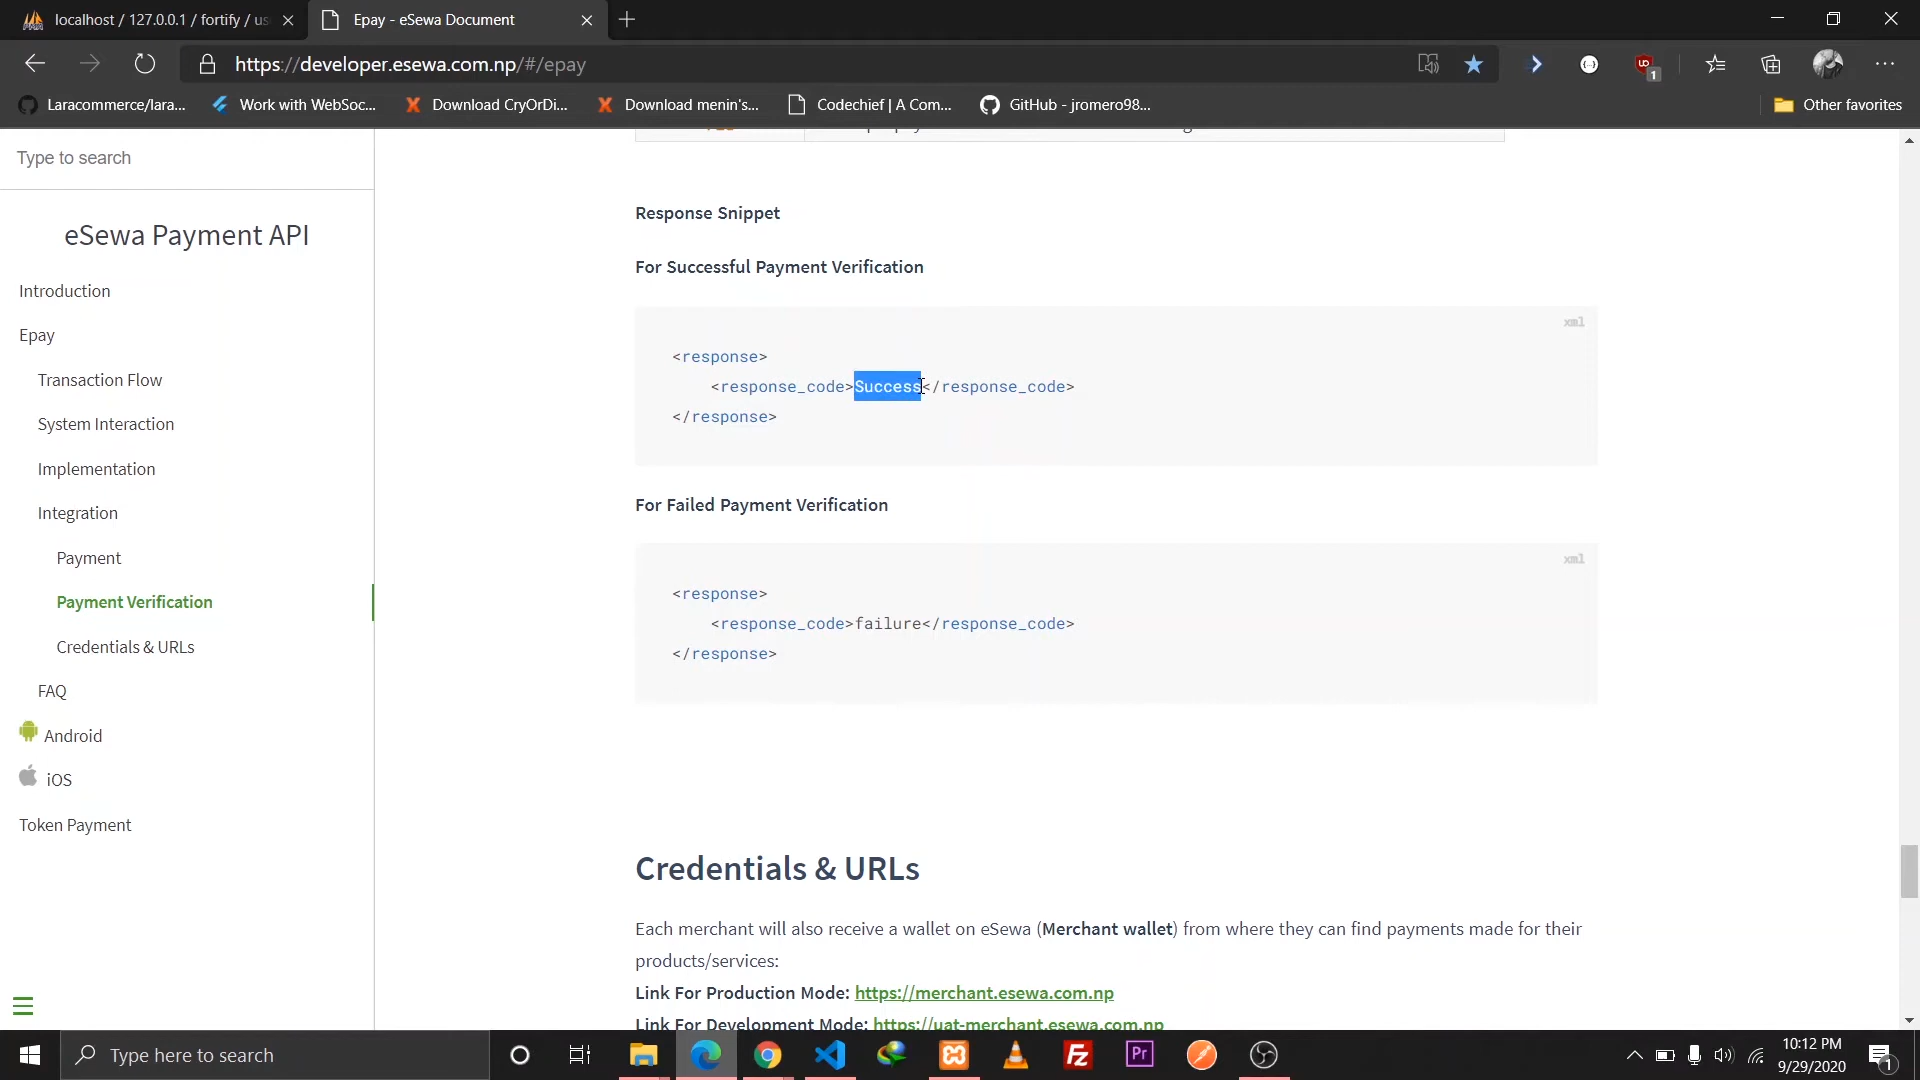 localhost / 127.0.0.1 / fortify / us
Epay - eSewa Document
https://developer.esewa.com.np/#/epay
1
Laracommerce/lara...
Work with WebSoc...
Download CryOrDi...
Download menin's...
Codechief | A Com...
GitHub - jromero98...
Other favorites
Type to search
eSewa Payment API
Introduction
Epay
Transaction Flow
System Interaction
Implementation
Integration
Payment
Payment Verification
Credentials & URLs
FAQ
Android
iOS
Token Payment
Response Snippet
For Successful Payment Verification
xml
<response>
<response_code>Success</response_code>
</response>
For Failed Payment Verification
xml
<response>
<response_code>failure</response_code>
</response>
Credentials & URLs
Each merchant will also receive a wallet on eSewa (Merchant wallet) from where they can find payments made for their
products/services:
Link For Production Mode: https://merchant.esewa.com.np
Link For Development Mode: https://uat-merchant.esewa.com.np
Type here to search
Fz
Pr
10:12 PM
9/29/2020
1